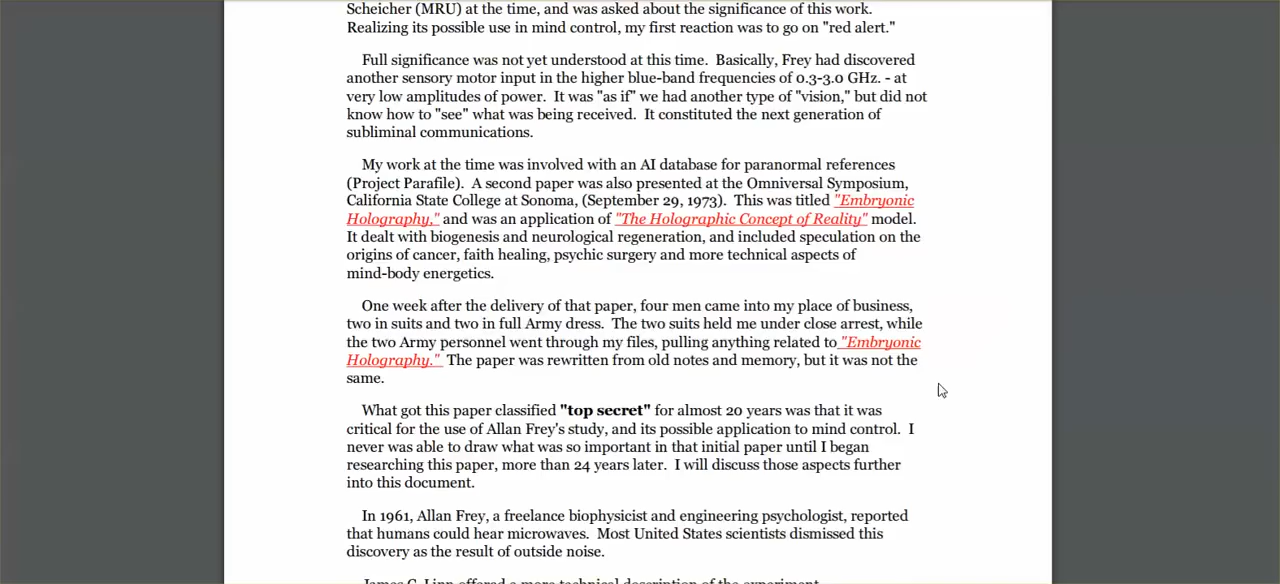 Scheicher (MRU) at the time, and was asked about the significance of this work.
Realizing its possible use in mind control, my first reaction was to go on "red alert."
Full significance was not yet understood at this time. Basically, Frey had discovered
another sensory motor input in the higher blue-band frequencies of 0.3-3.0 GHz. - at
very low amplitudes of power. It was "as if" we had another type of "vision," but did not
know how to "see" what was being received. It constituted the next generation of
subliminal communications.
My work at the time was involved with an AI database for paranormal references
(Project Parafile). A second paper was also presented at the Omniversal Symposium,
California State College at Sonoma, (September 29, 1973). This was titled "Embryonic
Holography," and was an application of "The Holographic Concept of Reality" model.
It dealt with biogenesis and neurological regeneration, and included speculation on the
origins of cancer, faith healing, psychic surgery and more technical aspects of
mind-body energetics.
One week after the delivery of that paper, four men came into my place of business,
two in suits and two in full Army dress. The two suits held me under close arrest, while
the two Army personnel went through my files, pulling anything related to "Embryonic
Holography." The paper was rewritten from old notes and memory, but it was not the
same.
What got this paper classified "top secret" for almost 20 years was that it was
critical for the use of Allan Frey's study, and its possible application to mind control. I
never was able to draw what was so important in that initial paper until I began
researching this paper, more than 24 years later. I will discuss those aspects further
into this document.
In 1961, Allan Frey, a freelance biophysicist and engineering psychologist, reported
that humans could hear microwaves. Most United States scientists dismissed this
discovery as the result of outside noise.
James C. Linn offered a more technical description of the experiment.